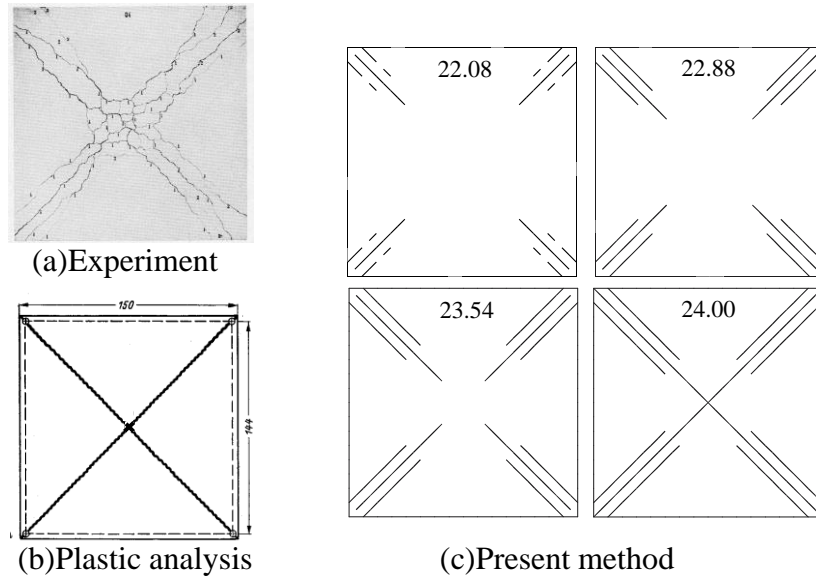 (a)Experiment
150
144
(b)Plastic analysis
22.08
22.88
23.54
24.00
(c)Present method